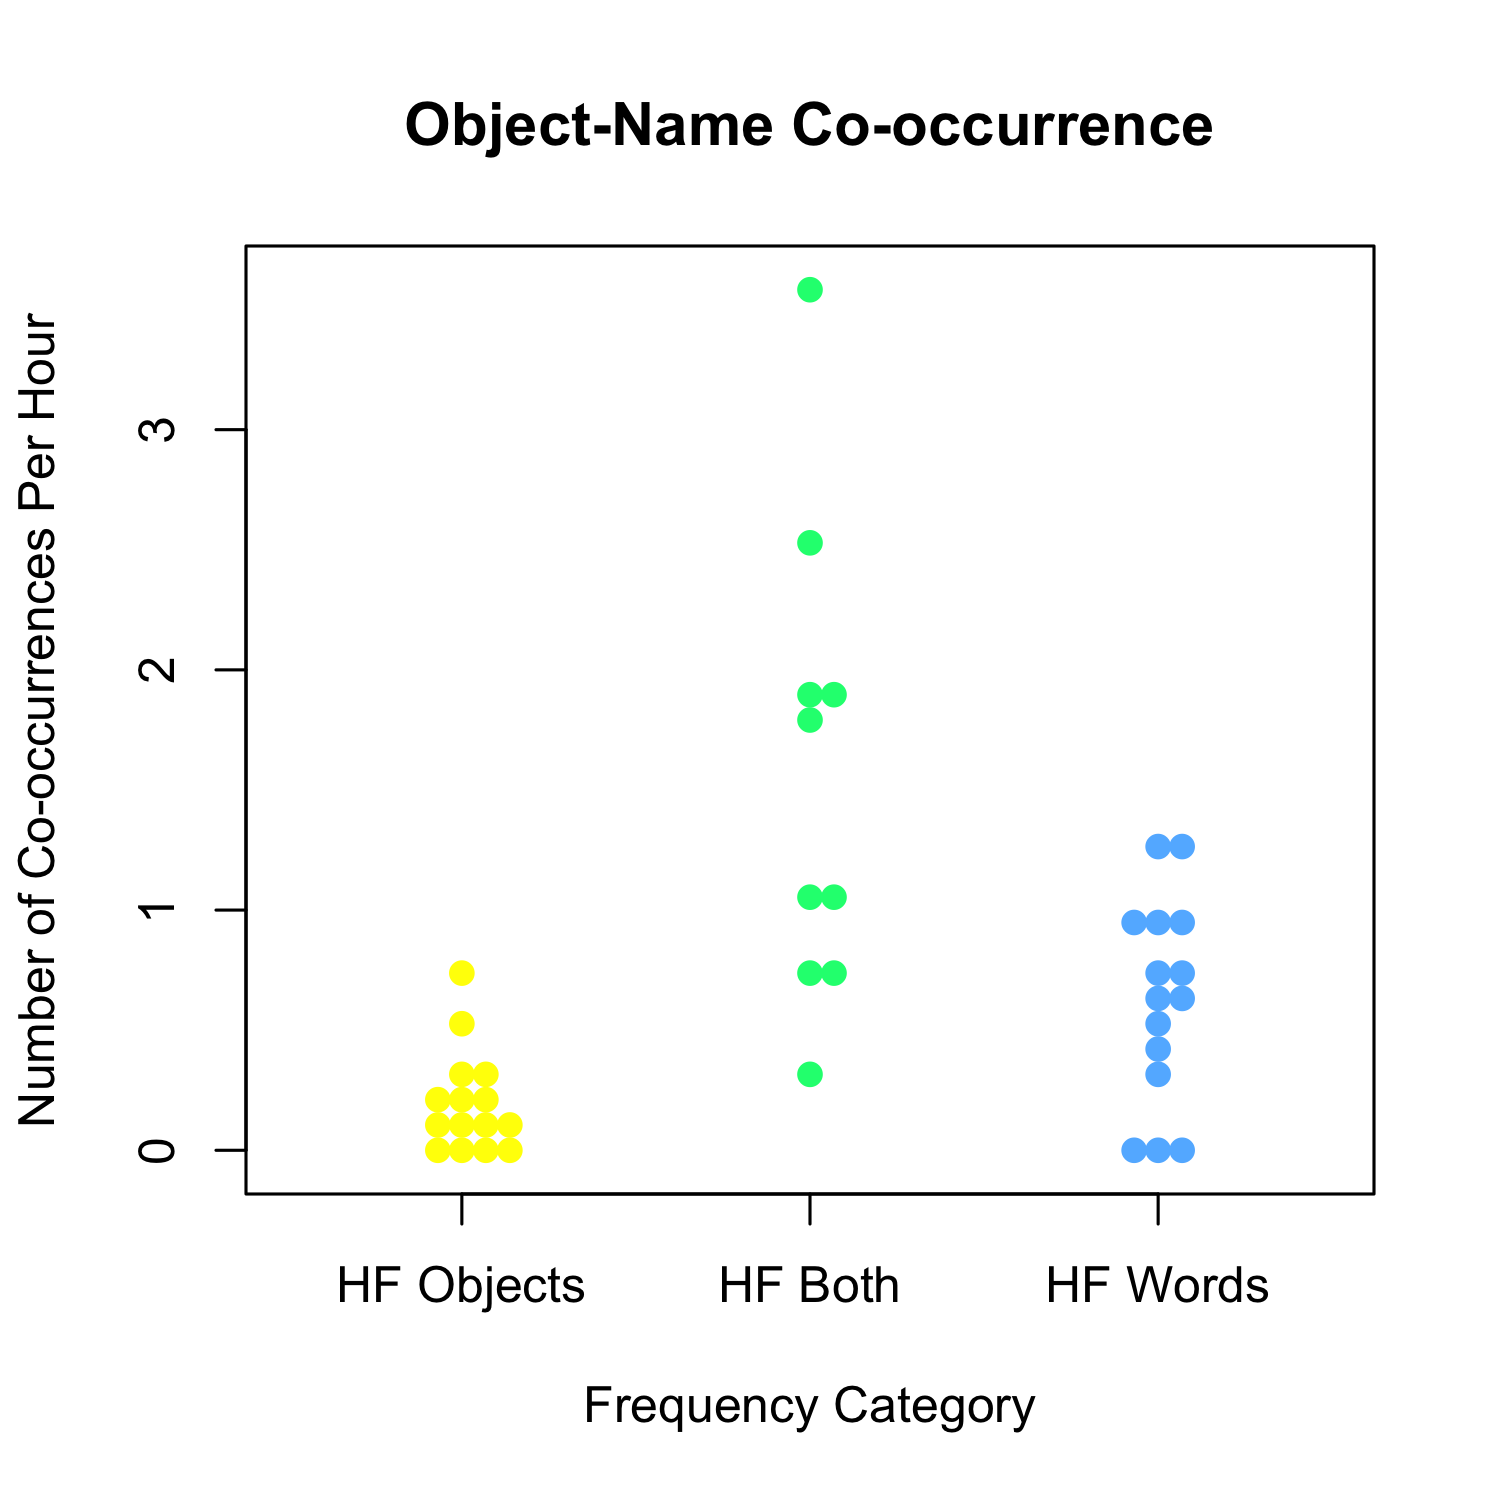 Object-Name Co-occurrence
Number of Co-occurrences Per Hour
3
2
1
0
HF Objects
HF Both
HF Words
Frequency Category